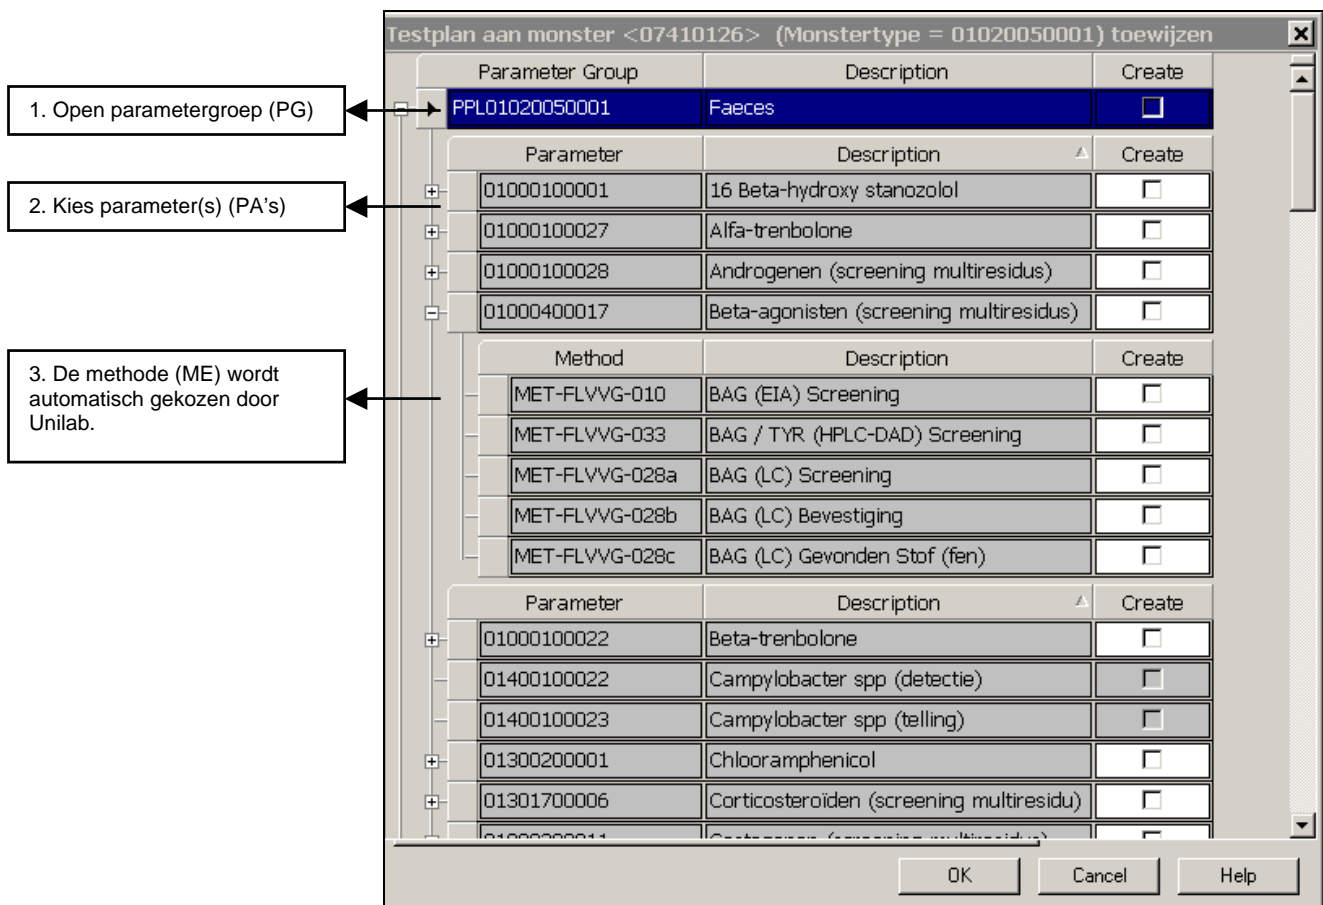 Testplan aan monster <07410126> (Monstertype = 01020050001) toewijzen
Parameter Group Description Create
1. Open parametergroep (PG)
PPL01020050001 Faeces
Parameter Description Create
2. Kies parameter(s) (PA's)
01000100001 16 Beta-hydroxy stanozolol
01000100027 Alfa-trenbolone
01000100028 Androgenen (screening multiresidus)
01000400017 Beta-agonisten (screening multiresidus)
3. De methode (ME) wordt
automatisch gekozen door
Unilab.
Method Description Create
MET-FLVVG-010 BAG (EIA) Screening
MET-FLVVG-033 BAG / TYR (HPLC-DAD) Screening
MET-FLVVG-028a BAG (LC) Screening
MET-FLVVG-028b BAG (LC) Bevestiging
MET-FLVVG-028c BAG (LC) Gevonden Stof (fen)
Parameter Description Create
01000100022 Beta-trenbolone
01400100022 Campylobacter spp (detectie)
01400100023 Campylobacter spp (telling)
01300200001 Chlooramphenicol
01301700006 Corticosteroïden (screening multiresidu)
OK Cancel Help